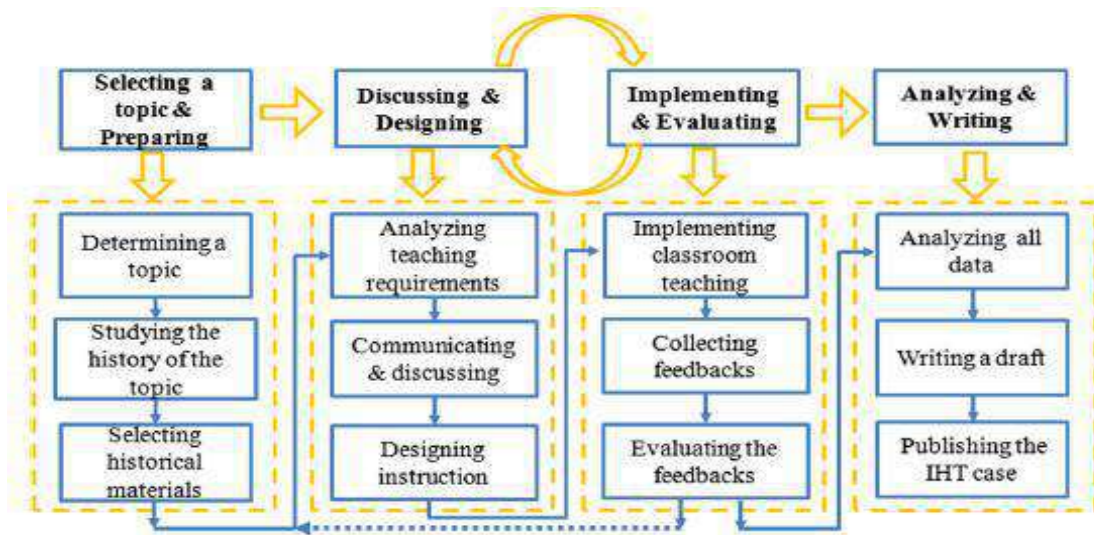 Selecting a
topic &
Preparing
Discussing &
Designing
Implementing
& Evaluating
Analyzing &
Writing
Determining a
topic
Studying the
history of the
topic
Selecting
historical
materials
Analyzing
teaching
requirements
Communicating
& discussing
Designing
instruction
Implementing
classroom
teaching
Collecting
feedbacks
Evaluating the
feedbacks
Analyzing all
data
Writing a draft
Publishing the
IHT case